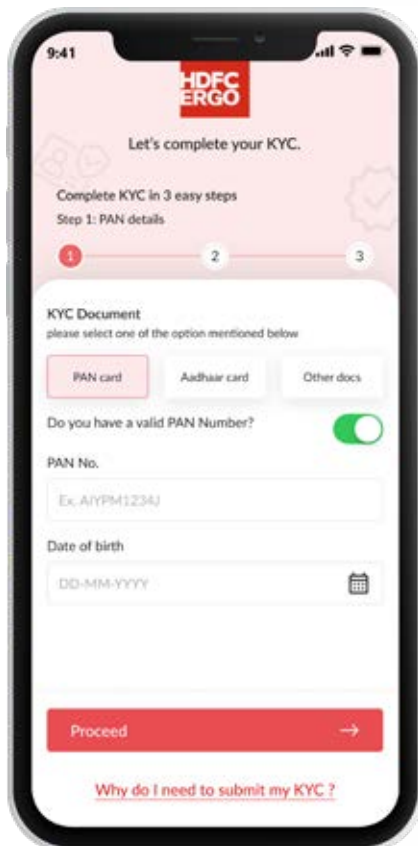 9:41
HDFC
ERGO
Let's complete your KYC.
Complete KYC in 3 easy steps
Step 1: PAN details
1 2 3
KYC Document
please select one of the option mentioned below
PAN card Aadhaar card Other docs
Do you have a valid PAN Number?
PAN No.
Ex. AIYPM1234J
Date of birth
DD-MM-YYYY
Proceed →
Why do I need to submit my KYC ?